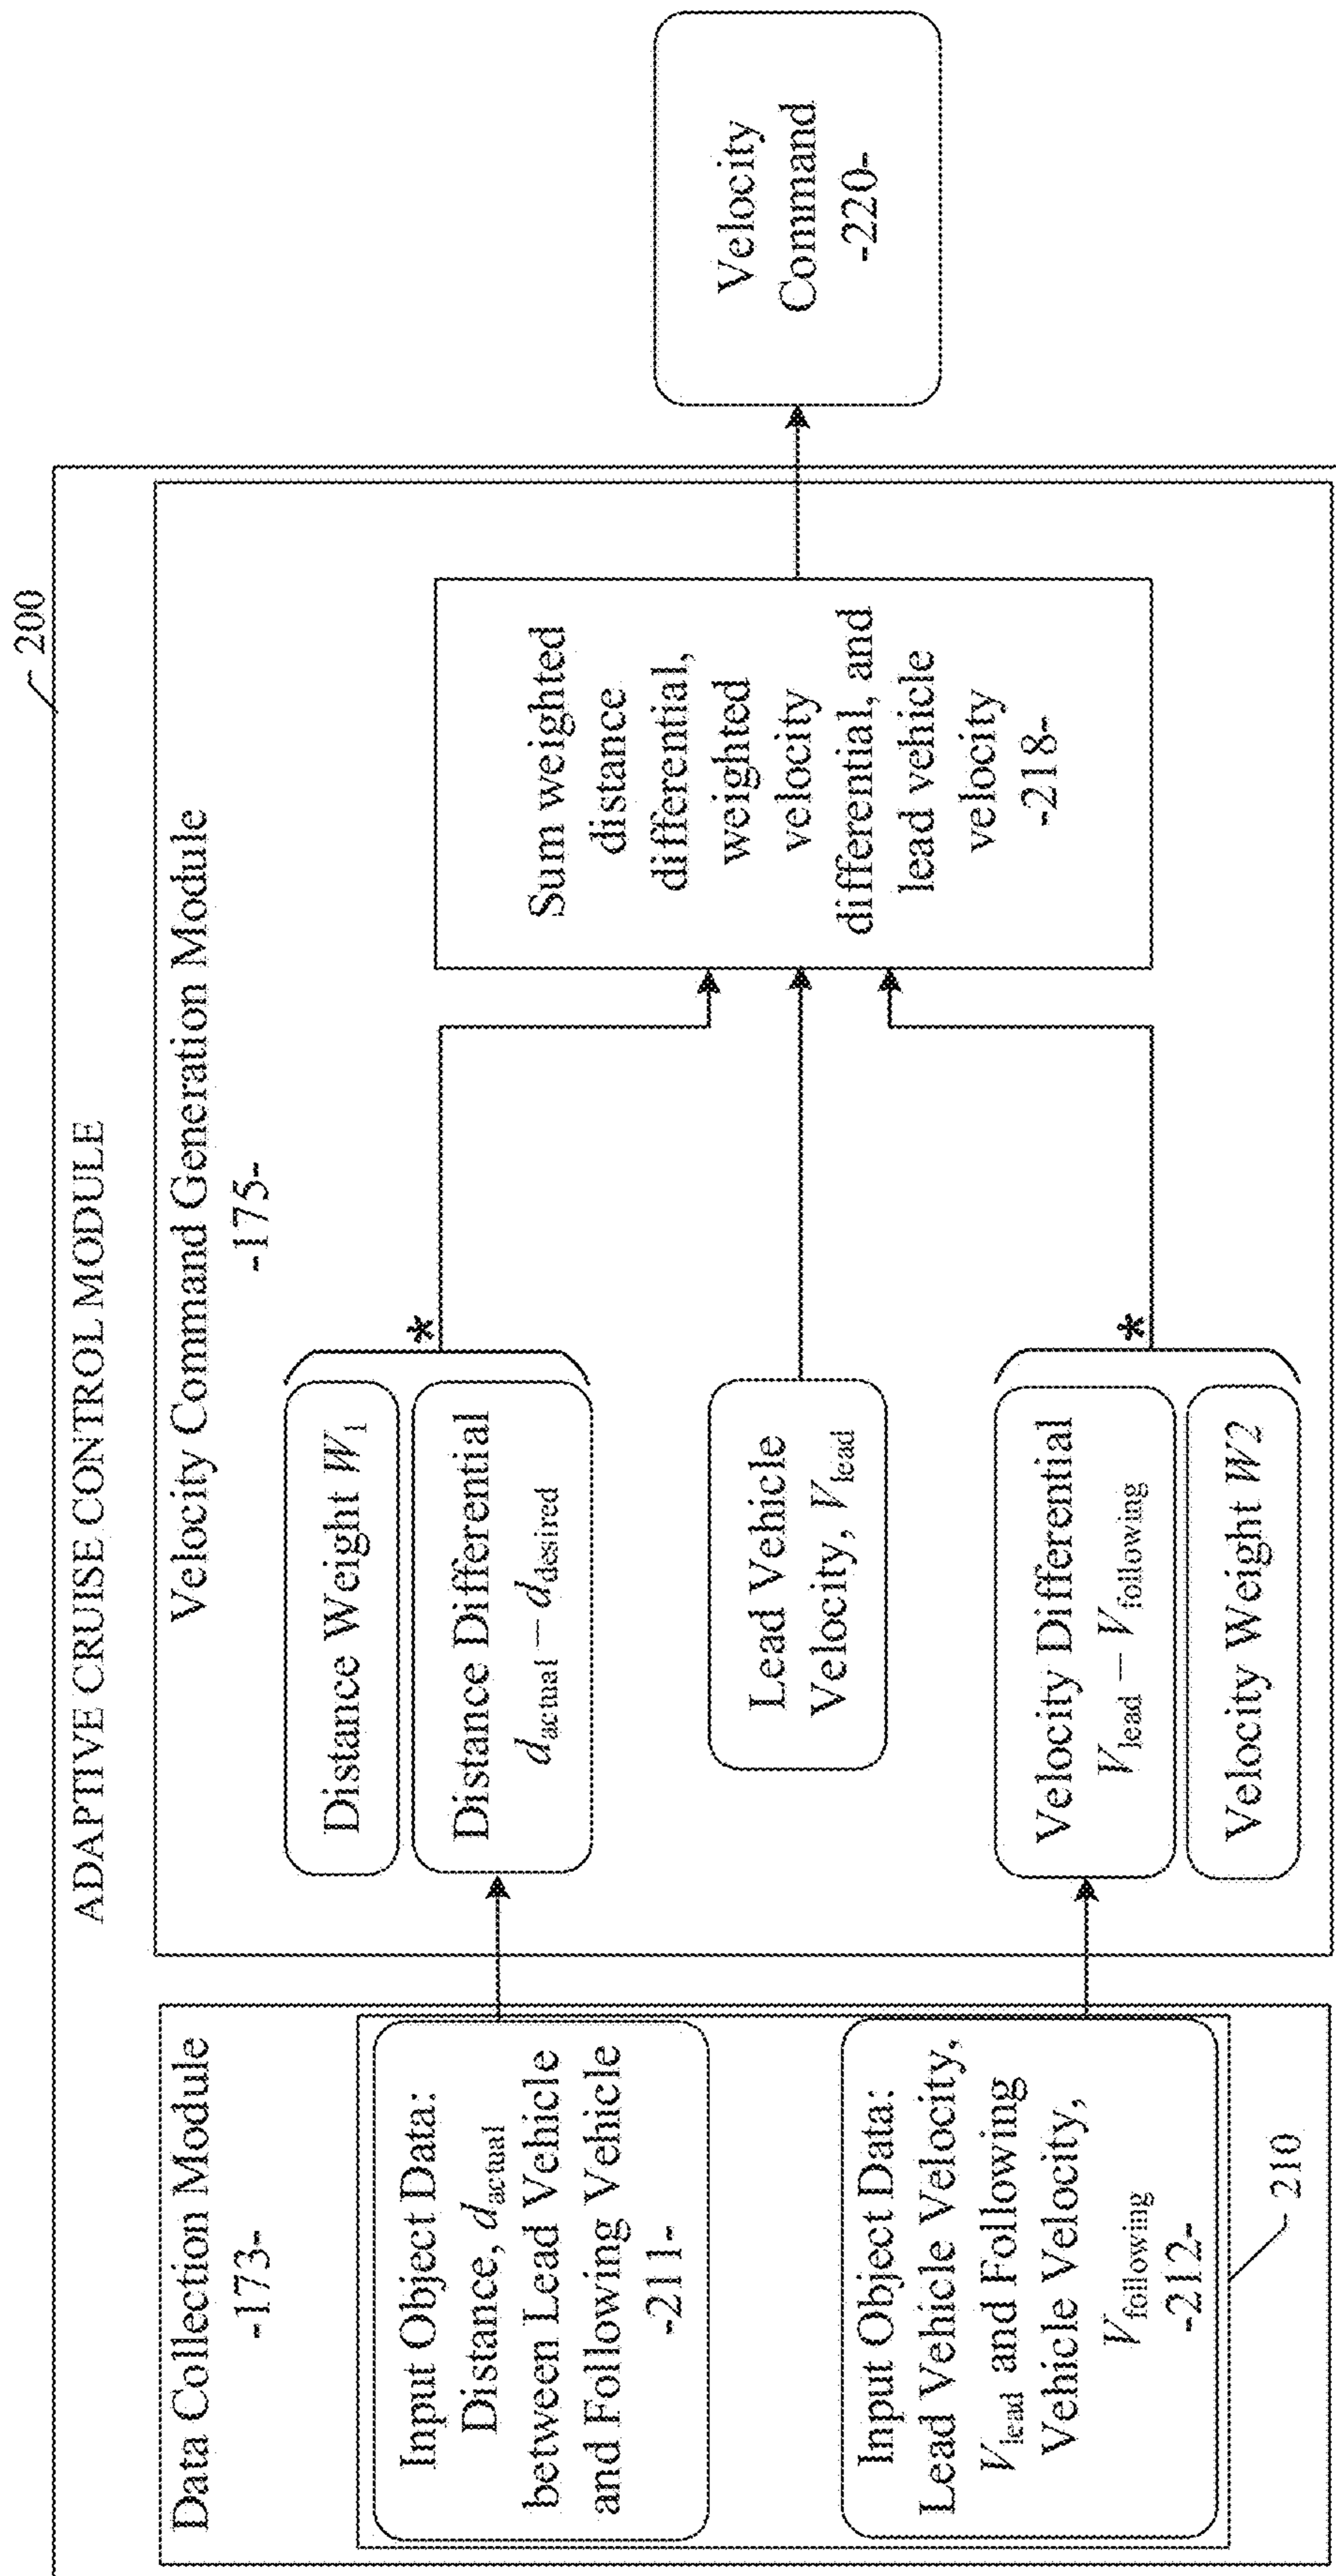 200
ADAPTIVE CRUISE CONTROL MODULE
Data Collection Module
-173-
Input Object Data:
Distance, d_actual
between Lead Vehicle
and Following Vehicle
-211-
Input Object Data:
Lead Vehicle Velocity,
V_lead and Following
Vehicle Velocity,
V_following
-212-
210
Velocity Command Generation Module
-175-
Distance Weight W₁
Distance Differential
d_actual – d_desired
*
Lead Vehicle
Velocity, V_lead
Velocity Differential
V_lead – V_following
Velocity Weight W2
*
Sum weighted
distance
differential,
weighted
velocity
differential, and
lead vehicle
velocity
-218-
Velocity
Command
-220-